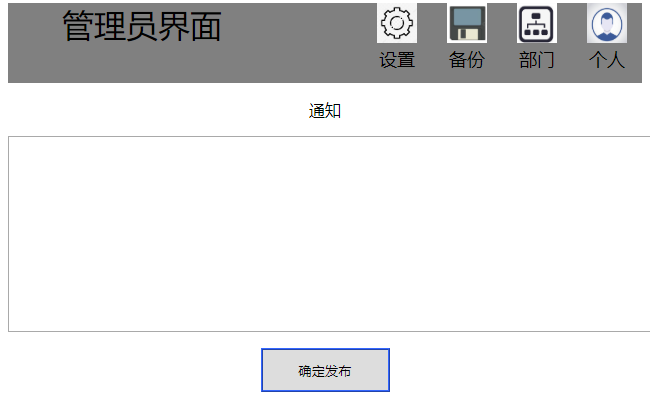 管理员界面
设置 备份 部门 个人
通知
确定发布